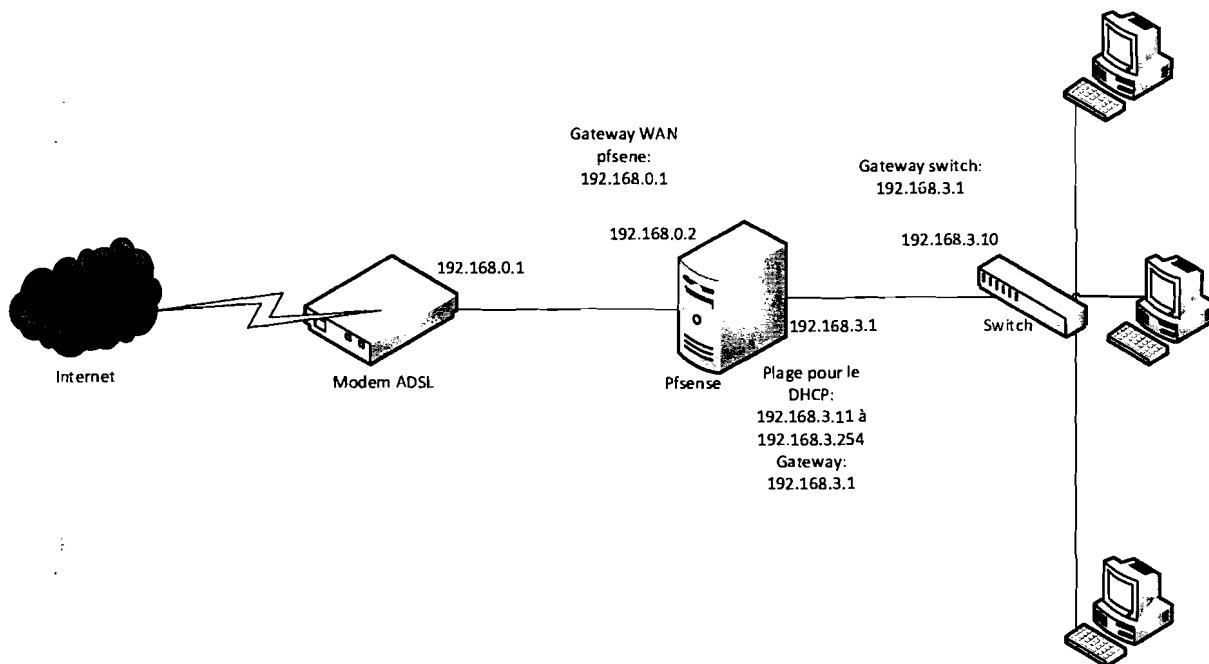 Gateway WAN
pfsene:
192.168.0.1
Gateway switch:
192.168.3.1
192.168.0.2
192.168.3.10
192.168.0.1
192.168.3.1
Switch
Internet
Modem ADSL
Pfsense
Plage pour le
DHCP:
192.168.3.11 à
192.168.3.254
Gateway:
192.168.3.1